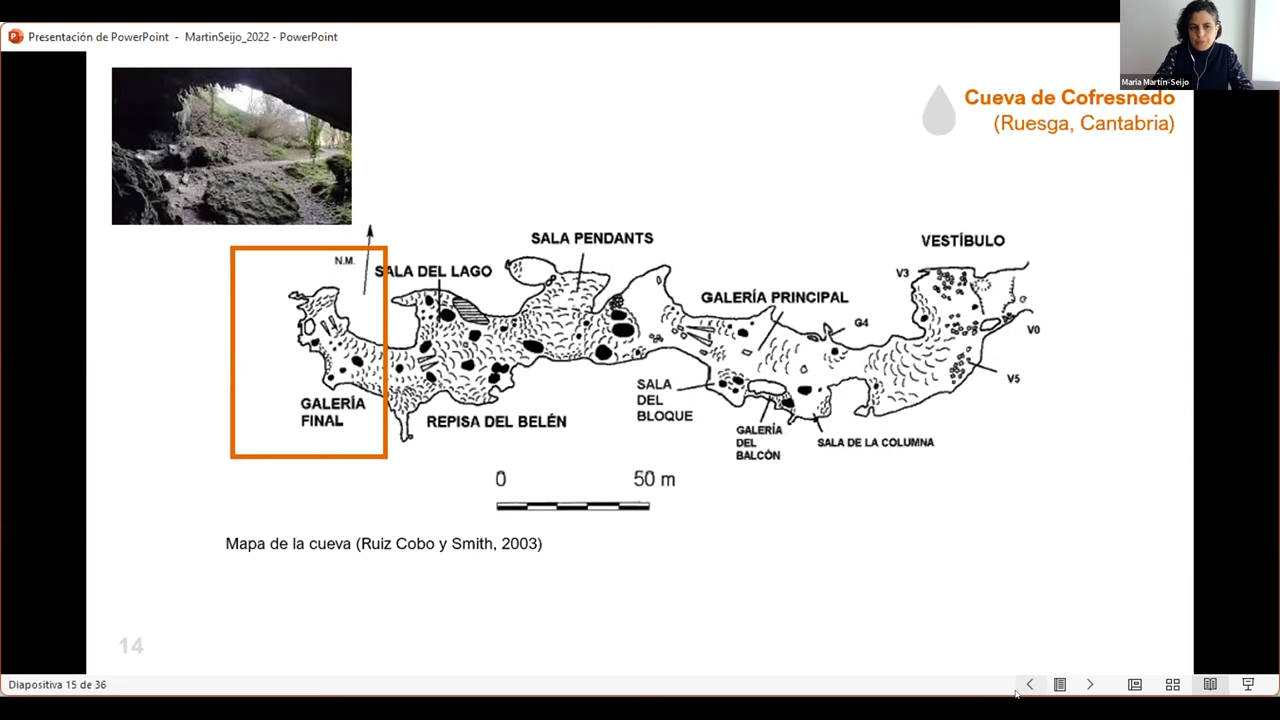 Presentación de PowerPoint - MartinSeijo_2022 - PowerPoint
Maria Martín-Seijo
Cueva de Cofresnedo
(Ruesga, Cantabria)
SALA PENDANTS
VESTÍBULO
N.M.
SALA DEL LAGO
V3
GALERÍA PRINCIPAL
G4
V0
V5
SALA
DEL
BLOQUE
GALERÍA
FINAL
REPISA DEL BELÉN
GALERÍA
DEL
BALCÓN
SALA DE LA COLUMNA
0 50 m
Mapa de la cueva (Ruiz Cobo y Smith, 2003)
14
Diapositiva 15 de 36